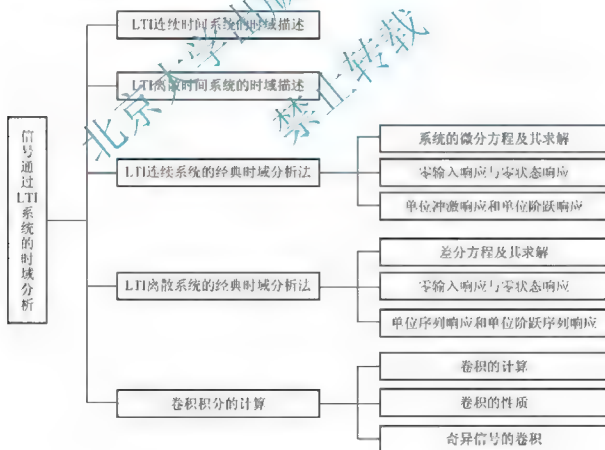 信号通过LTI系统的时域分析
LTI连续时间系统的时域描述
LTI离散时间系统的时域描述
LTI连续系统的经典时域分析法
系统的微分方程及其求解
零输入响应与零状态响应
单位冲激响应和单位阶跃响应
LTI离散系统的经典时域分析法
差分方程及其求解
零输入响应与零状态响应
单位序列响应和单位阶跃序列响应
卷积积分的计算
卷积的计算
卷积的性质
奇异信号的卷积
北京大学出版
禁止转载